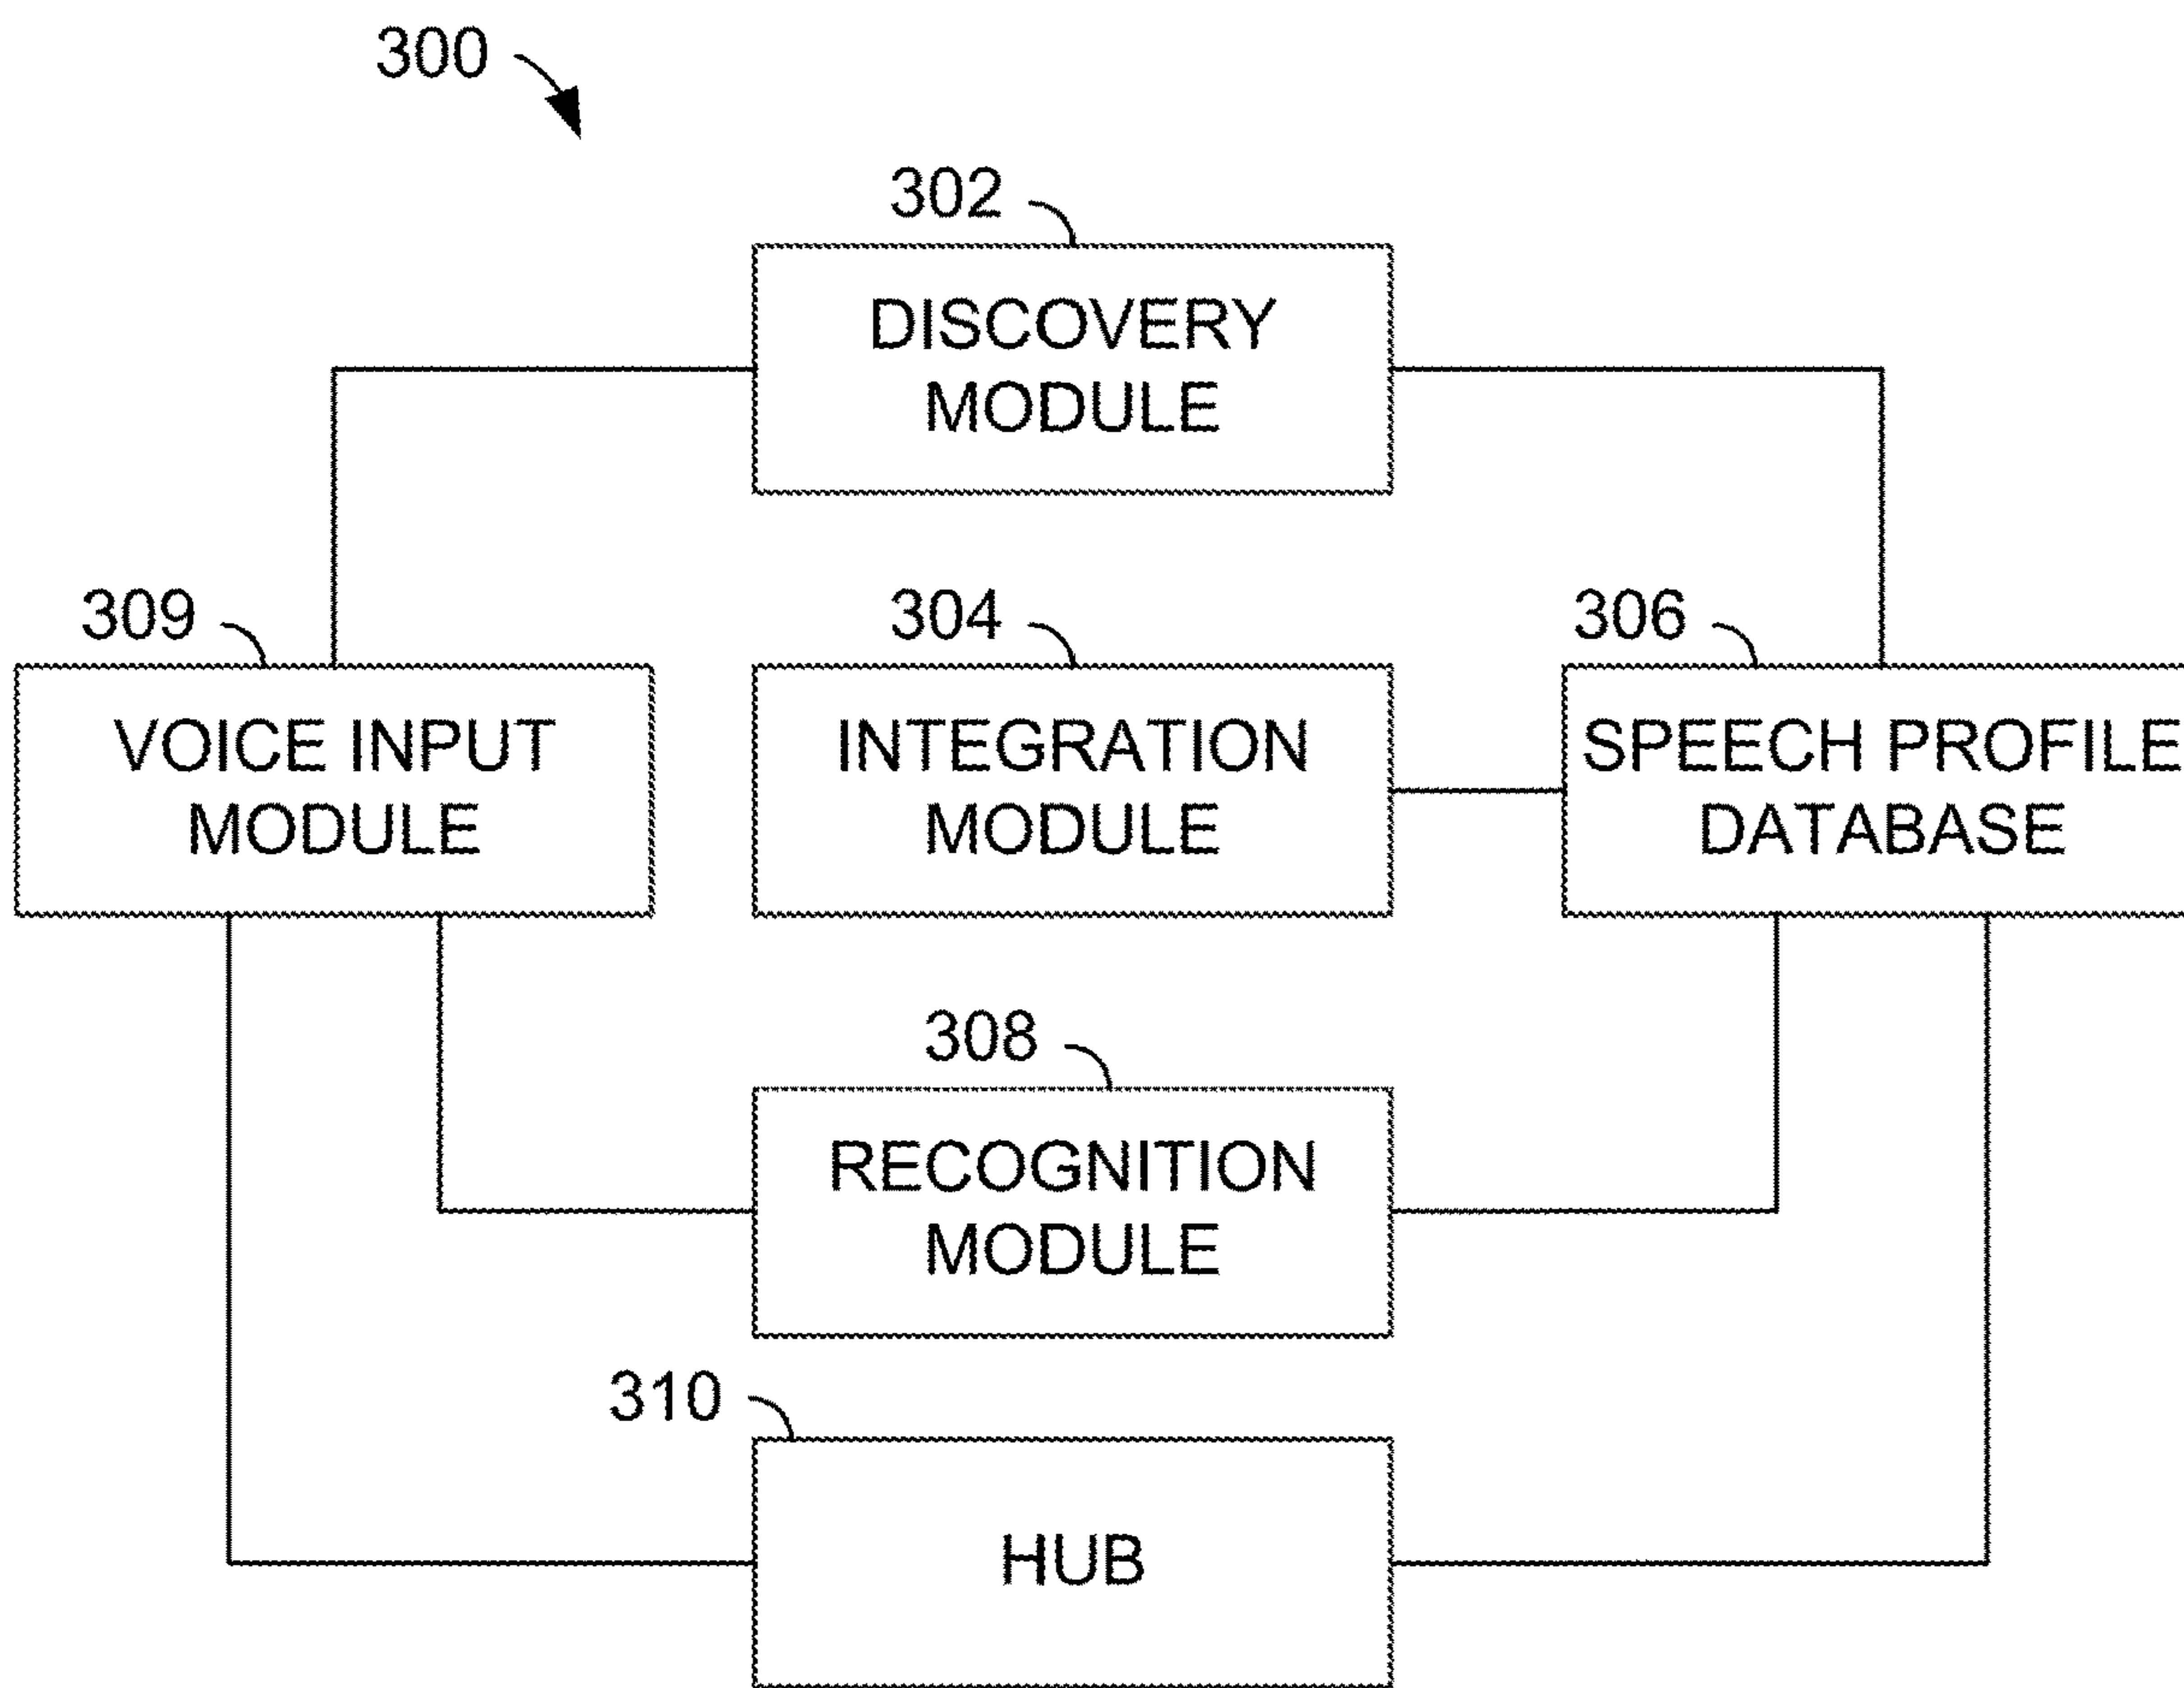 300
302
DISCOVERY
MODULE
309
304
306
VOICE INPUT
MODULE
INTEGRATION
MODULE
SPEECH PROFILE
DATABASE
308
RECOGNITION
MODULE
310
HUB